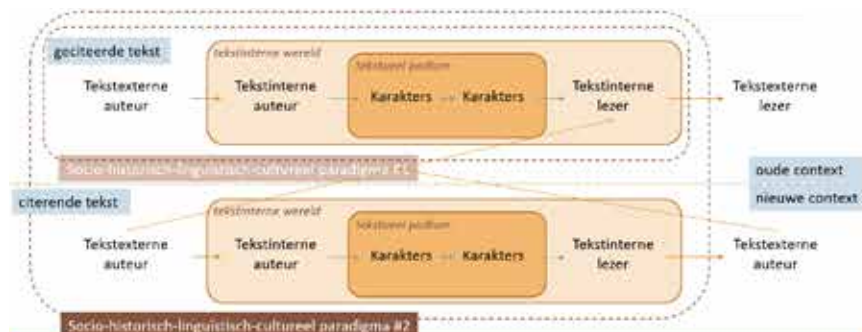 geciteerde tekst
tekstinterne wereld
tekstueel podium
Tekstexterne
auteur
Tekstinterne
auteur
Karakters
Karakters
Tekstinterne
lezer
Tekstexterne
lezer
Socio-historisch-linguïstisch-cultureel paradigma #1
oude context
citerende tekst
nieuwe context
tekstinterne wereld
tekstueel podium
Tekstexterne
auteur
Tekstinterne
auteur
Karakters
Karakters
Tekstinterne
lezer
Tekstexterne
auteur
Socio-historisch-linguïstisch-cultureel paradigma #2